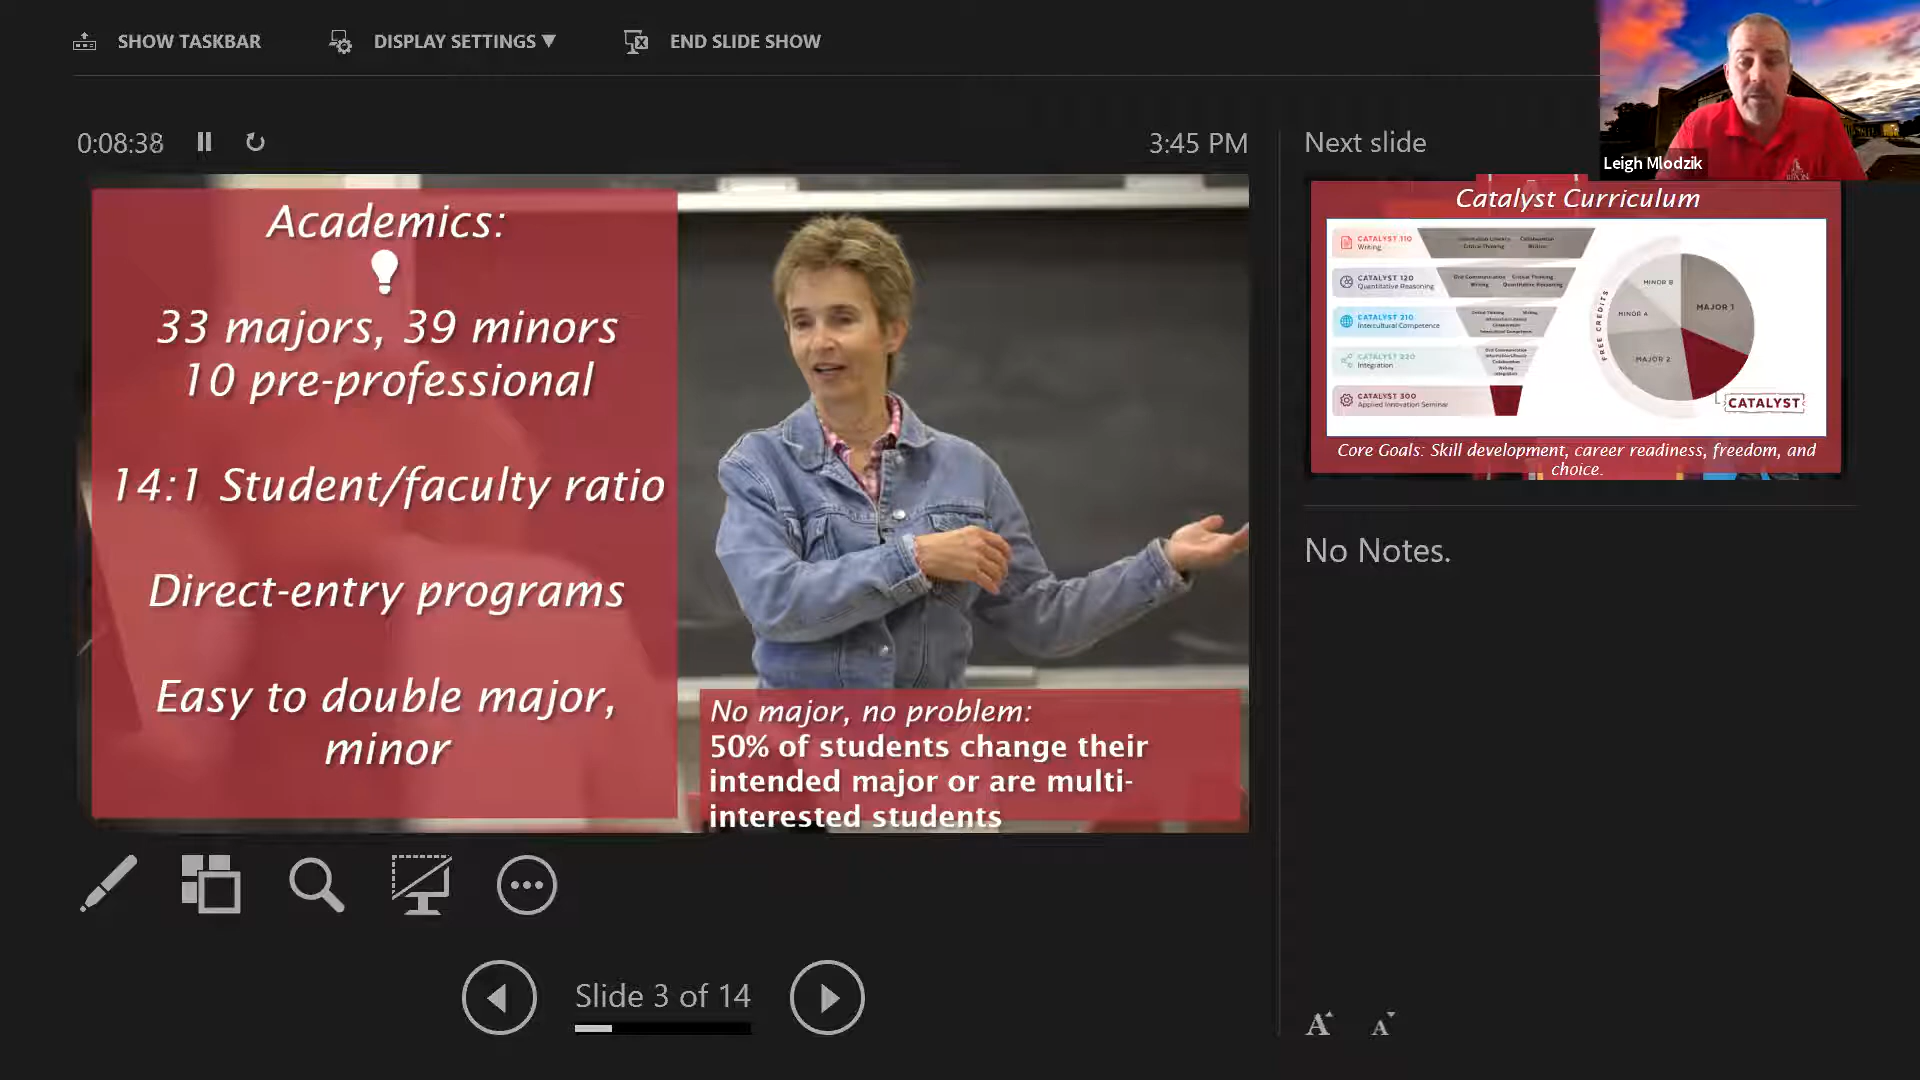 SHOW TASKBAR
DISPLAY SETTINGS ▼
END SLIDE SHOW
Leigh Mlodzik
0:08:38
3:45 PM
Next slide
Academics:
33 majors, 39 minors
10 pre-professional
14:1 Student/faculty ratio
Direct-entry programs
Easy to double major,
minor
No major, no problem:
50% of students change their
intended major or are multi-
interested students
Catalyst Curriculum
CATALYST 110
Writing
CATALYST 120
Quantitative Reasoning
CATALYST 210
Intercultural Competence
CATALYST 220
Integration
CATALYST 300
Applied Innovation Seminar
FREE CREDITS
MINOR B
MINOR A
MAJOR 1
MAJOR 2
CATALYST
Core Goals: Skill development, career readiness, freedom, and
choice.
No Notes.
Slide 3 of 14
A
A